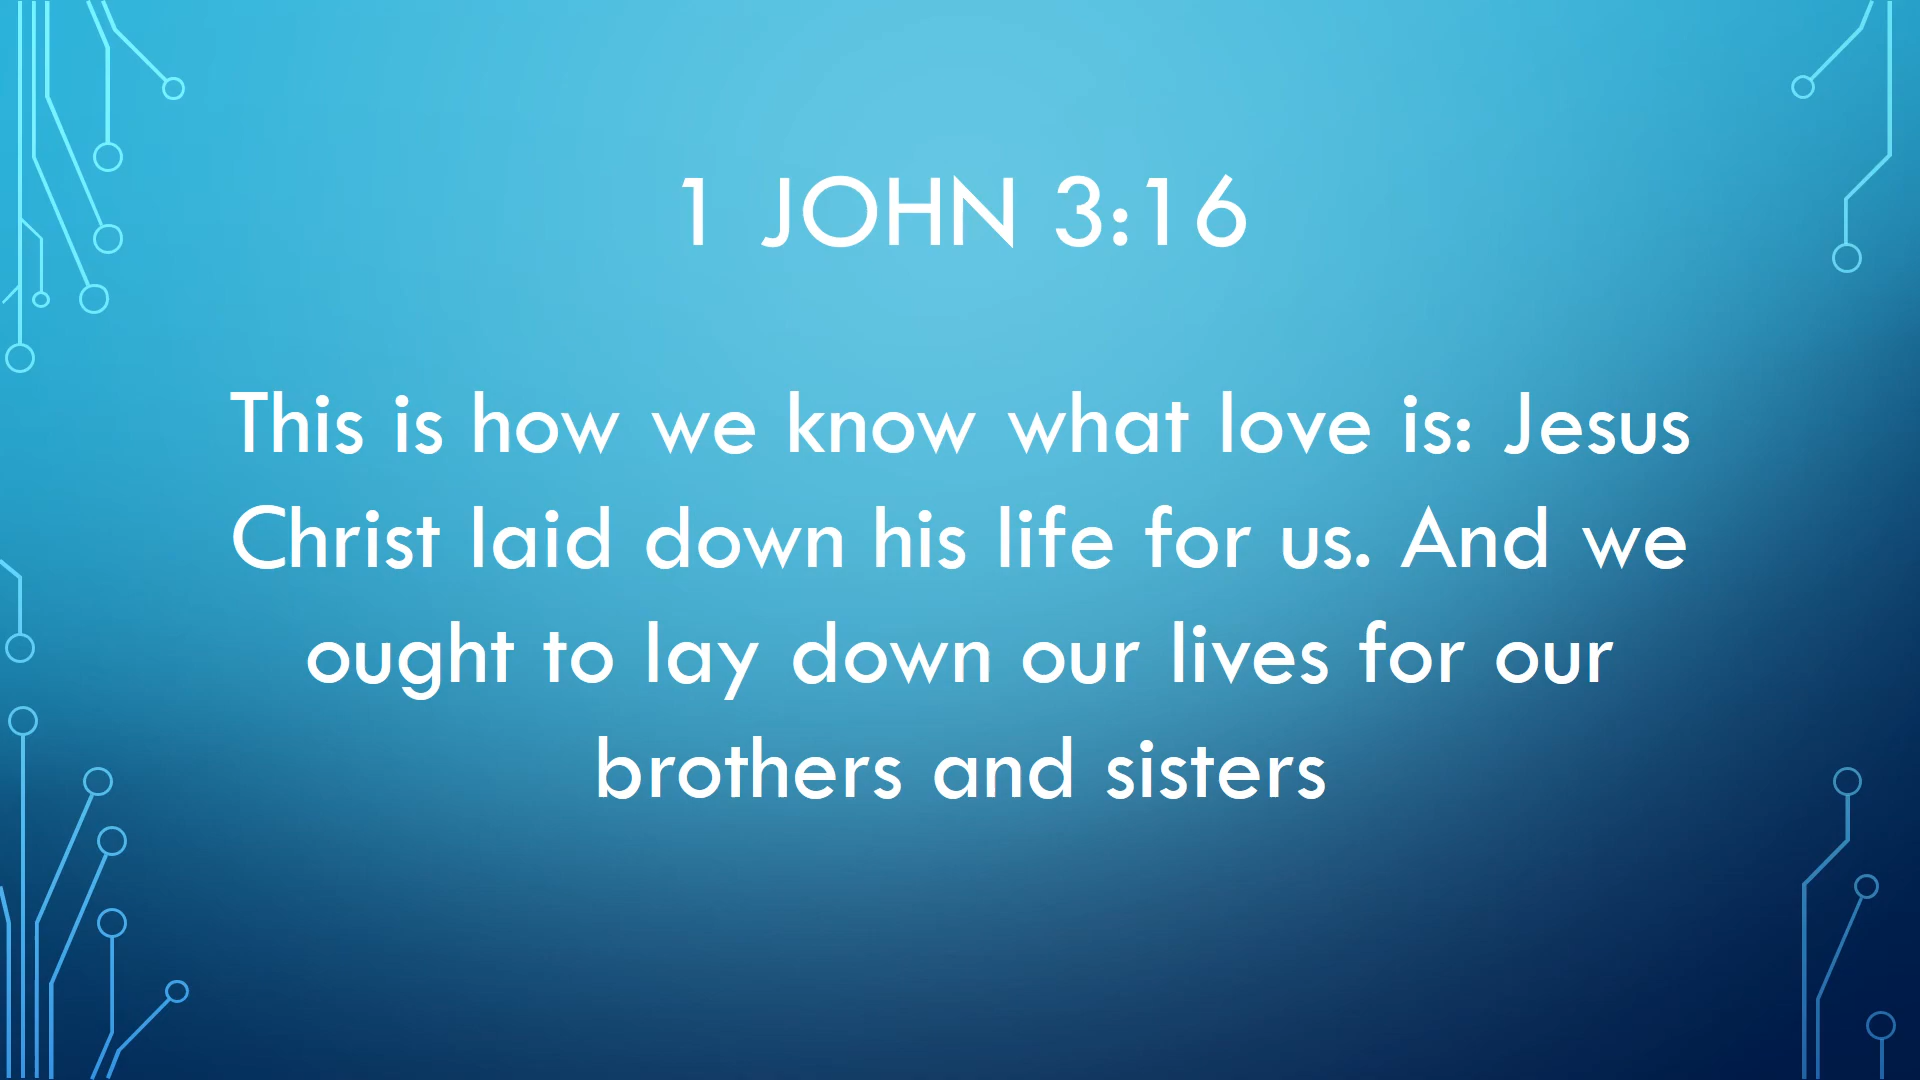 1 JOHN 3:16
This is how we know what love is: Jesus
Christ laid down his life for us. And we
ought to lay down our lives for our
brothers and sisters